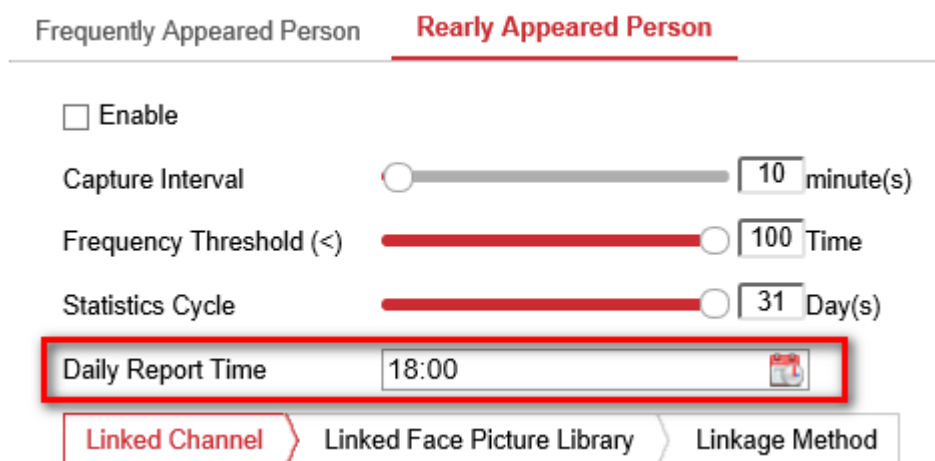 Frequently Appeared Person Rearly Appeared Person
Enable
Capture Interval 10 minute(s)
Frequency Threshold (<) 100 Time
Statistics Cycle 31 Day(s)
Daily Report Time 18:00
Linked Channel Linked Face Picture Library Linkage Method